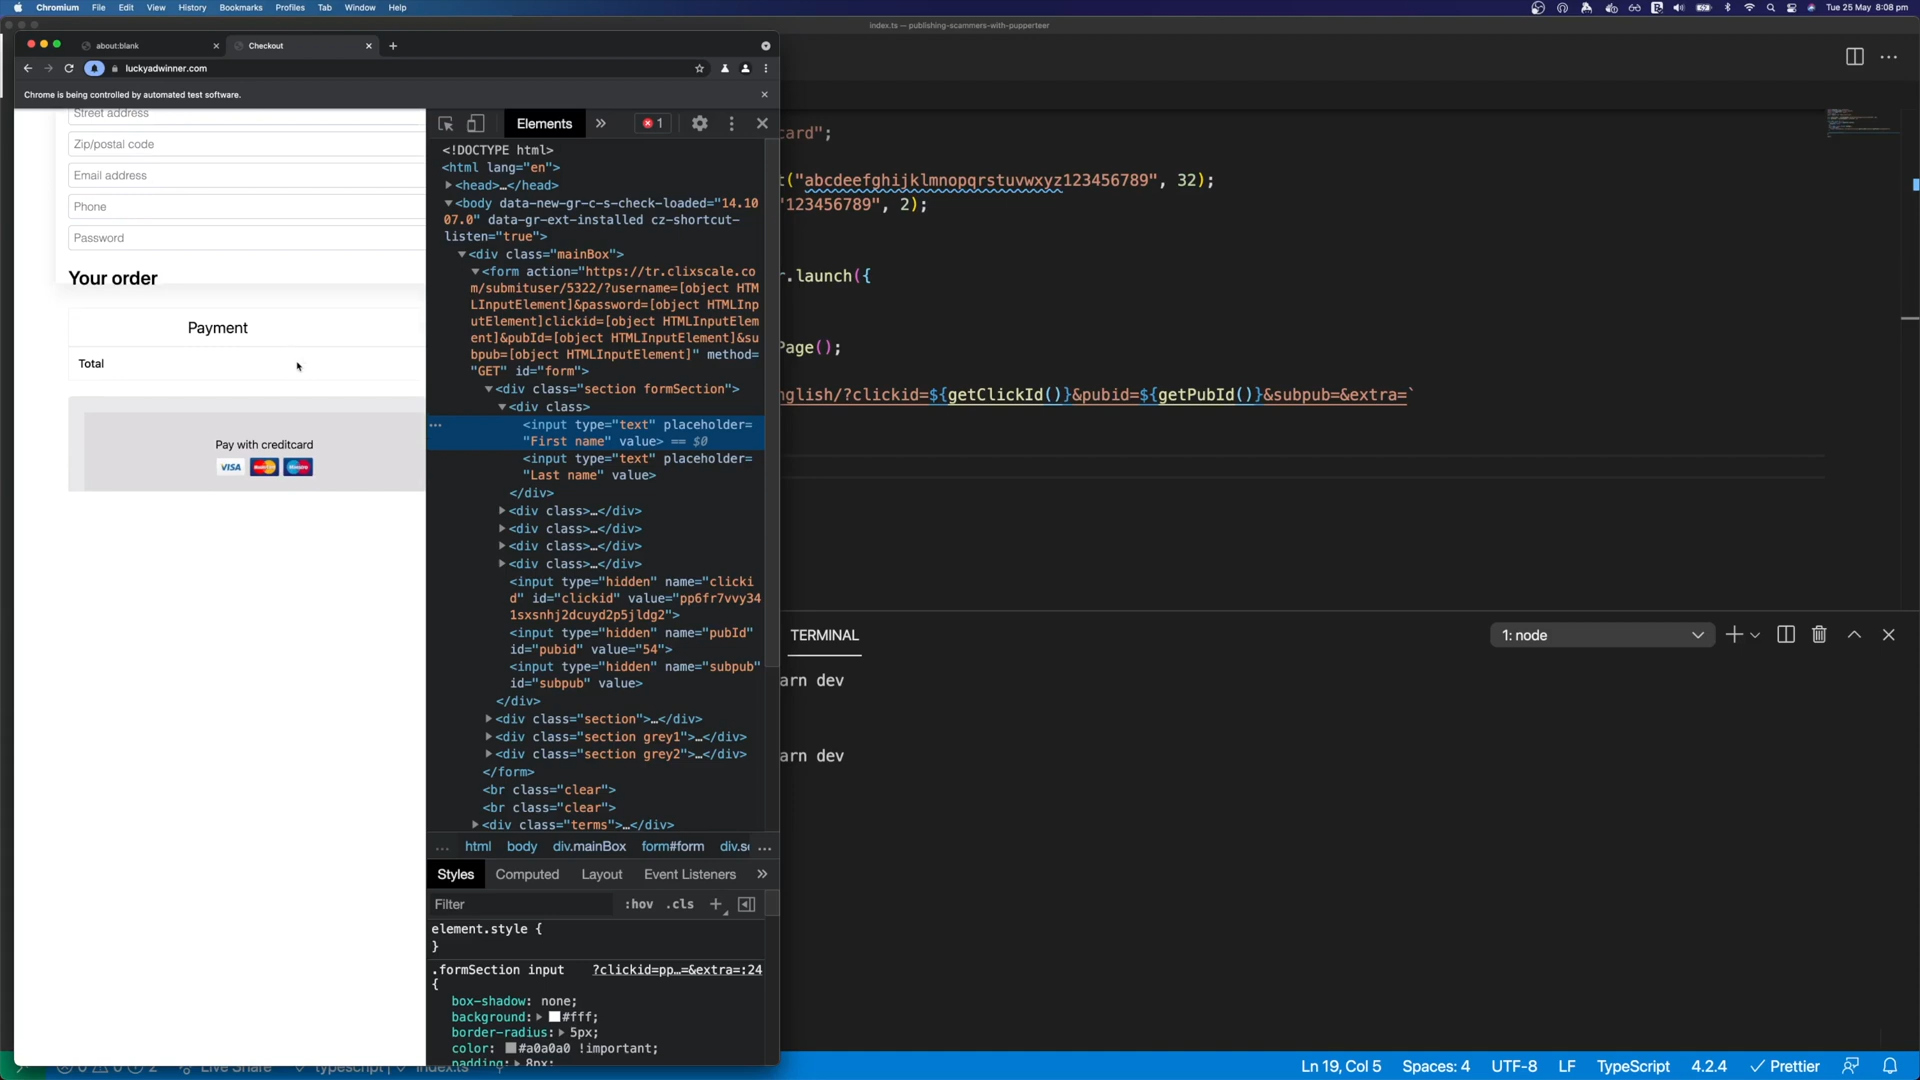 Chromium File Edit View History Bookmarks Profiles Tab Window Help
Tue 25 May 8:08 pm
index.ts — publishing-scammers-with-pupperteer
about:blank
Checkout
luckyadwinner.com
Chrome is being controlled by automated test software.
Street address
Zip/postal code
Email address
Phone
Password
Your order
Payment
Total
Pay with creditcard
VISA
Elements
1
<!DOCTYPE html>
<html lang="en">
<head>…</head>
<body data-new-gr-c-s-check-loaded="14.10
07.0" data-gr-ext-installed cz-shortcut-
listen="true">
<div class="mainBox">
<form action="https://tr.clixscale.co
m/submituser/5322/?username=[object HTM
LInputElement]&password=[object HTMLInp
utElement]clickid=[object HTMLInputElem
ent]&pubId=[object HTMLInputElement]&su
bpub=[object HTMLInputElement]" method=
"GET" id="form">
<div class="section formSection">
<div class>
<input type="text" placeholder=
"First name" value> == $0
<input type="text" placeholder=
"Last name" value>
</div>
<div class>…</div>
<div class>…</div>
<div class>…</div>
<div class>…</div>
<input type="hidden" name="clicki
d" id="clickid" value="pp6fr7vvy34
1sxsnhj2dcuyd2p5jldg2">
<input type="hidden" name="pubId"
id="pubid" value="54">
<input type="hidden" name="subpub"
id="subpub" value>
</div>
<div class="section">…</div>
<div class="section grey1">…</div>
<div class="section grey2">…</div>
</form>
<br class="clear">
<br class="clear">
<div class="terms">…</div>
… html body div.mainBox form#form div.se …
Styles Computed Layout Event Listeners
Filter :hov .cls
element.style {
}
.formSection input ?clickid=pp…=&extra=:24
{
box-shadow: none;
background: #fff;
border-radius: 5px;
color: #a0a0a0 !important;
padding: 8px;
ard";
t("abcdeefghijklmnopqrstuvwxyz123456789", 32);
"123456789", 2);
r.launch({
Page();
nglish/?clickid=${getClickId()}&pubid=${getPubId()}&subpub=&extra=`
TERMINAL
1: node
arn dev
arn dev
Live Share
typescript
index.ts
Ln 19, Col 5 Spaces: 4 UTF-8 LF TypeScript 4.2.4 Prettier